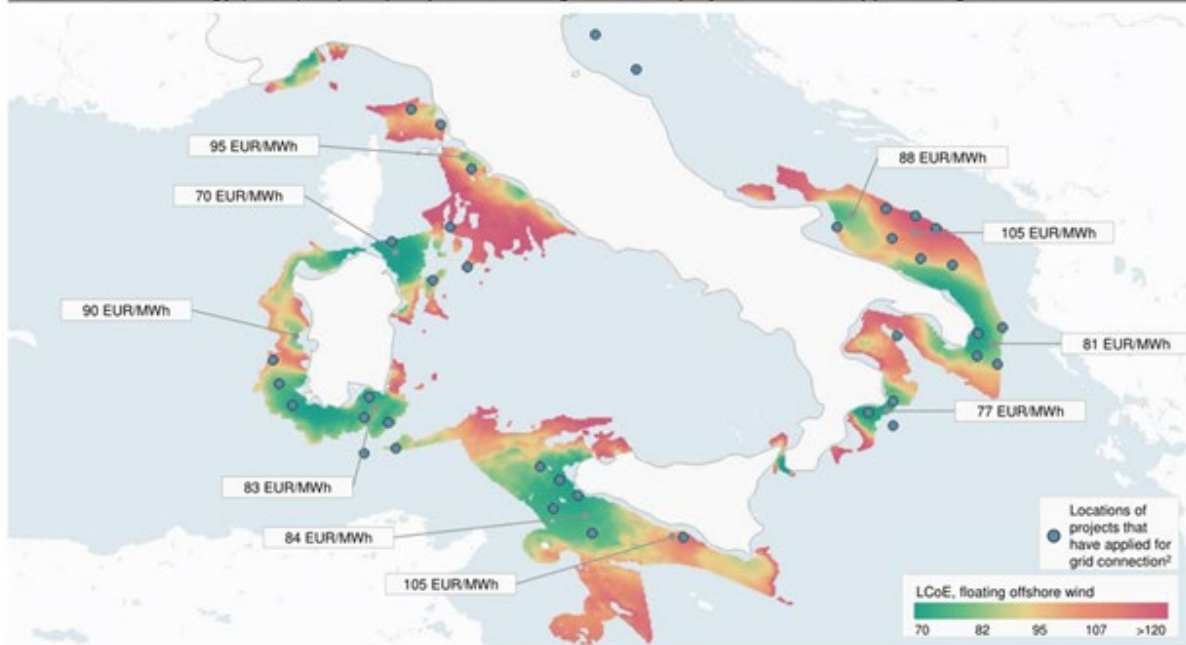 95 EUR/MWh
88 EUR/MWh
70 EUR/MWh
105 EUR/MWh
90 EUR/MWh
81 EUR/MWh
77 EUR/MWh
83 EUR/MWh
84 EUR/MWh
105 EUR/MWh
Locations of
projects that
have applied for
grid connection²
LCoE, floating offshore wind
70 82 95 107 >120